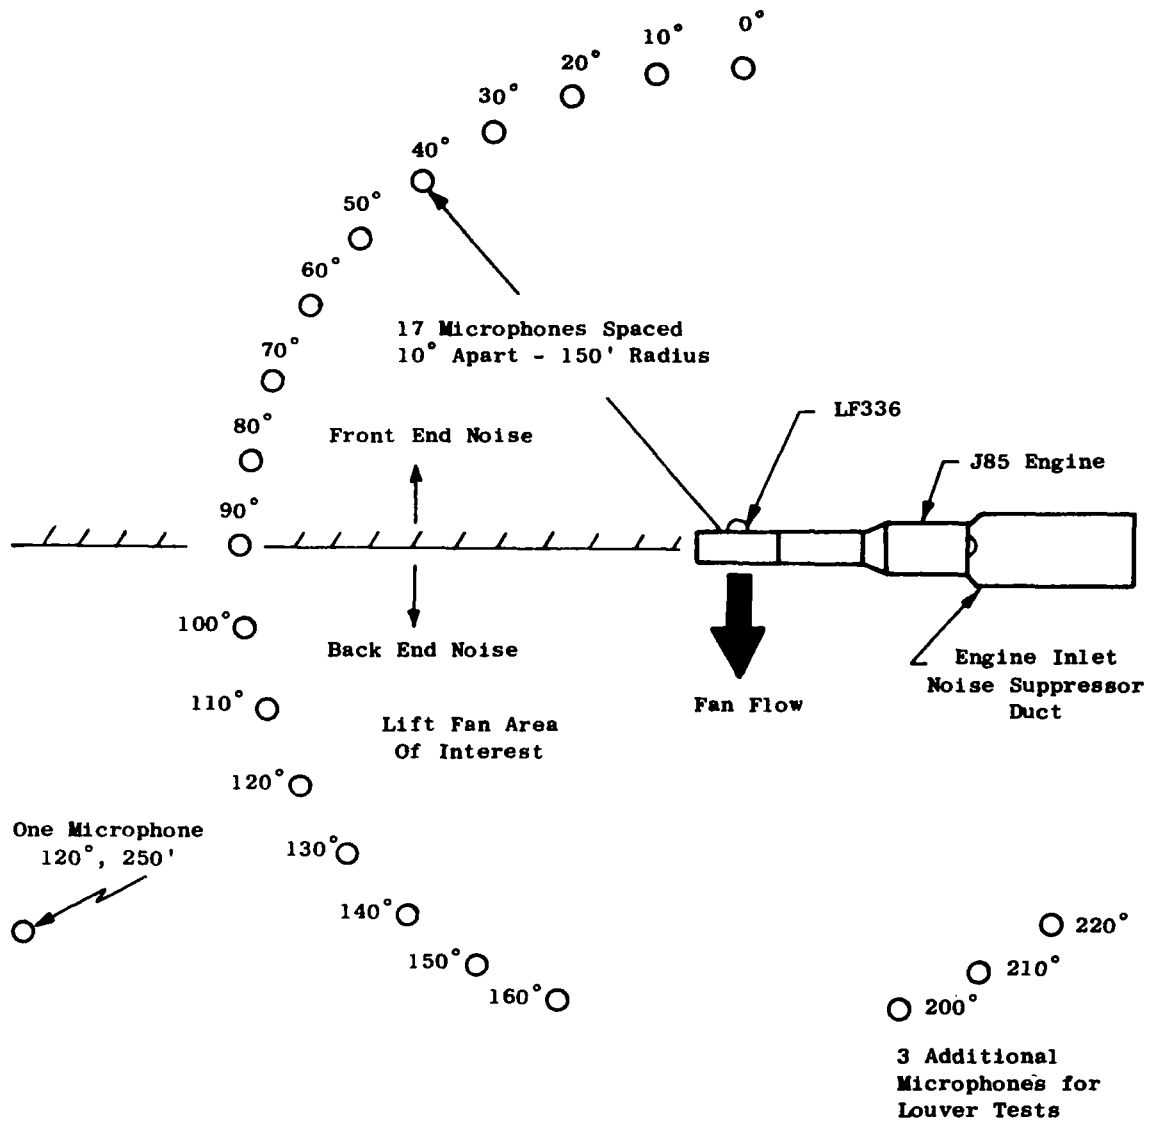 0°
10°
20°
30°
40°
50°
60°
70°
80°
90°
17 Microphones Spaced
10° Apart - 150' Radius
LF336
J85 Engine
Front End Noise
Back End Noise
100°
110°
120°
130°
140°
150°
160°
Lift Fan Area
Of Interest
Fan Flow
Engine Inlet
Noise Suppressor
Duct
One Microphone
120°, 250'
220°
210°
200°
3 Additional
Microphones for
Louver Tests